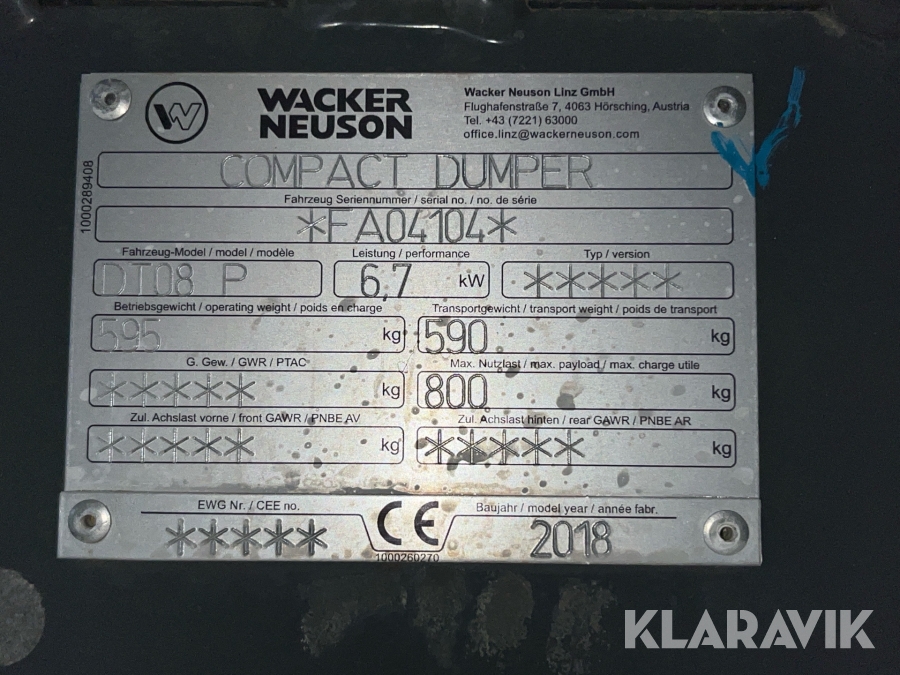 W
WACKER
NEUSON
Wacker Neuson Linz GmbH
Flughafenstraße 7, 4063 Hörsching, Austria
Tel. +43 (7221) 63000
office.linz@wackerneuson.com
1000289408
COMPACT DUMPER
Fahrzeug Seriennummer / serial no. / no. de série
*FA04104*
Fahrzeug-Model / model / modèle
Leistung / performance
Typ / version
DT08 P
6,7 kW
*****
Betriebsgewicht / operating weight / poids en charge
Transportgewicht / transport weight / poids de transport
595 kg
590 kg
G. Gew. / GWR / PTAC
Max. Nutzlast / max. payload / max. charge utile
***** kg
800 kg
Zul. Achslast vorne / front GAWR / PNBE AV
Zul. Achslast hinten / rear GAWR / PNBE AR
***** kg
***** kg
EWG Nr. / CEE no.
CE
Baujahr / model year / année fabr.
*****
1000260270
2018
KLARAVIK